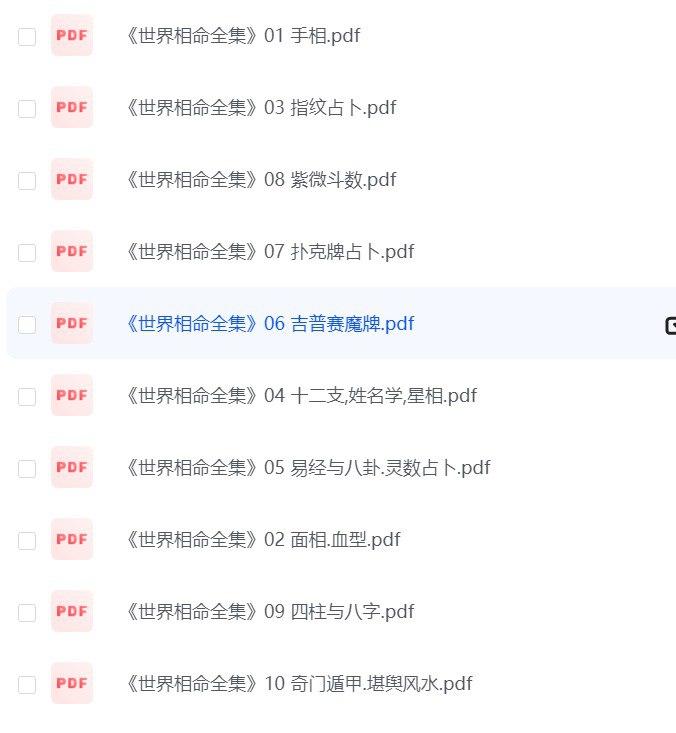 PDF 《世界相命全集》01 手相.pdf
PDF 《世界相命全集》03 指纹占卜.pdf
PDF 《世界相命全集》08 紫微斗数.pdf
PDF 《世界相命全集》07 扑克牌占卜.pdf
PDF 《世界相命全集》06 吉普赛魔牌.pdf
PDF 《世界相命全集》04 十二支,姓名学,星相.pdf
PDF 《世界相命全集》05 易经与八卦.灵数占卜.pdf
PDF 《世界相命全集》02 面相.血型.pdf
PDF 《世界相命全集》09 四柱与八字.pdf
PDF 《世界相命全集》10 奇门遁甲.堪舆风水.pdf